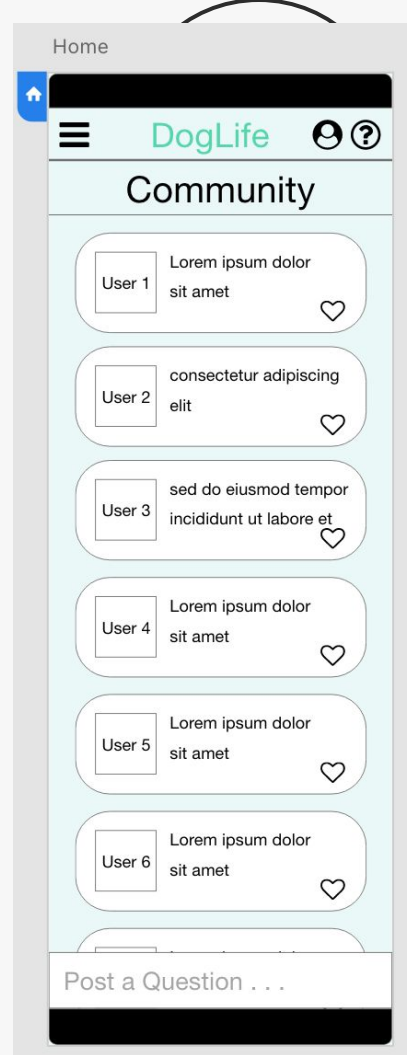 Home
DogLife
Community
User 1
Lorem ipsum dolor
sit amet
User 2
consectetur adipiscing
elit
User 3
sed do eiusmod tempor
incididunt ut labore et
User 4
Lorem ipsum dolor
sit amet
User 5
Lorem ipsum dolor
sit amet
User 6
Lorem ipsum dolor
sit amet
Post a Question . . .